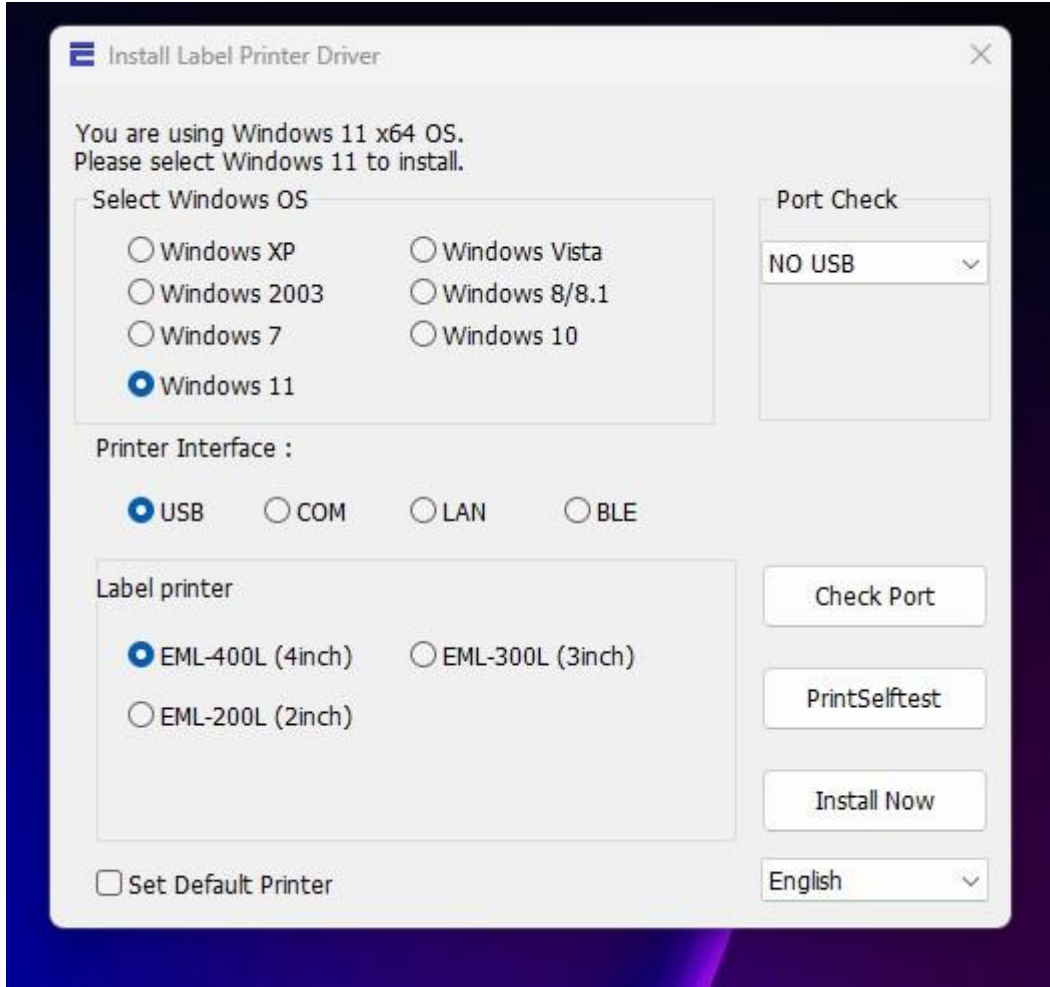 Install Label Printer Driver
You are using Windows 11 x64 OS.
Please select Windows 11 to install.
Select Windows OS
Windows XP
Windows Vista
Windows 2003
Windows 8/8.1
Windows 7
Windows 10
Windows 11
Port Check
NO USB
Printer Interface :
USB
COM
LAN
BLE
Label printer
EML-400L (4inch)
EML-300L (3inch)
EML-200L (2inch)
Check Port
PrintSelftest
Install Now
Set Default Printer
English